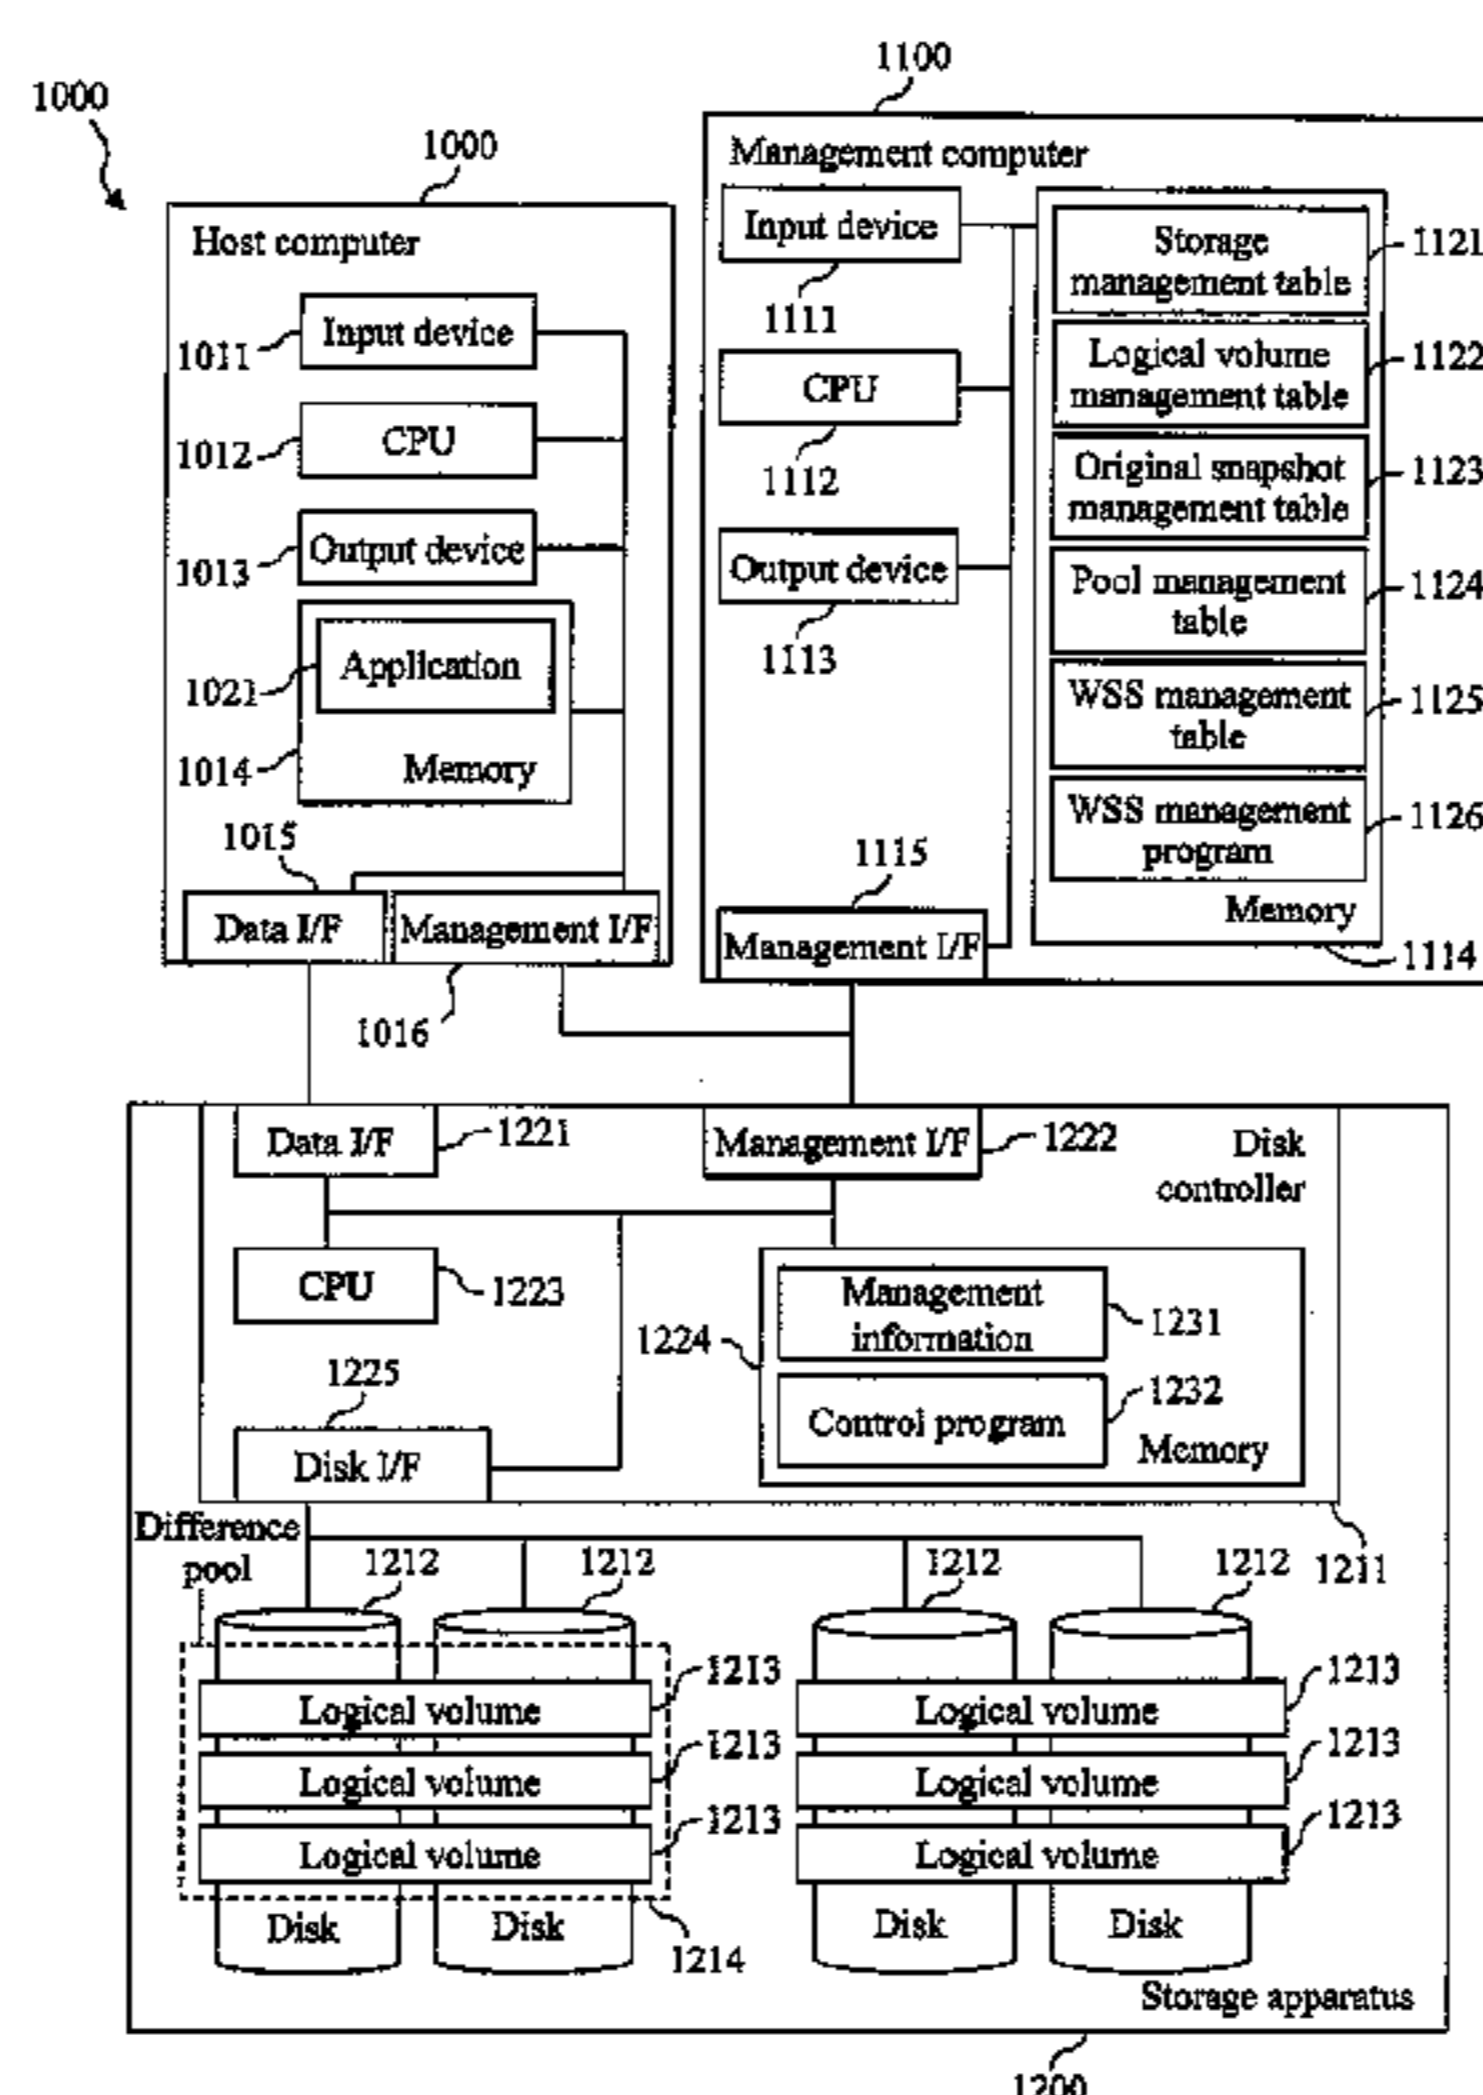 1000
1000
Host computer
Input device
1011
CPU
1012
Output device
1013
Application
1021
Memory
1014
1015
Data I/F
Management I/F
1016
1100
Management computer
Input device
1111
CPU
1112
Output device
1113
1115
Management I/F
Storage
management table
1121
Logical volume
management table
1122
Original snapshot
management table
1123
Pool management
table
1124
WSS management
table
1125
WSS management
program
1126
Memory
1114
Data I/F
1221
Management I/F
1222
Disk
controller
CPU
1223
1224
Management
information
1231
Control program
1232
Memory
1225
Disk I/F
1211
Difference
pool
1212
1212
1212
1212
Logical volume
1213
Logical volume
1213
Logical volume
1213
Logical volume
1213
Logical volume
1213
Logical volume
1213
Disk
Disk
1214
Disk
Disk
Storage apparatus
1200